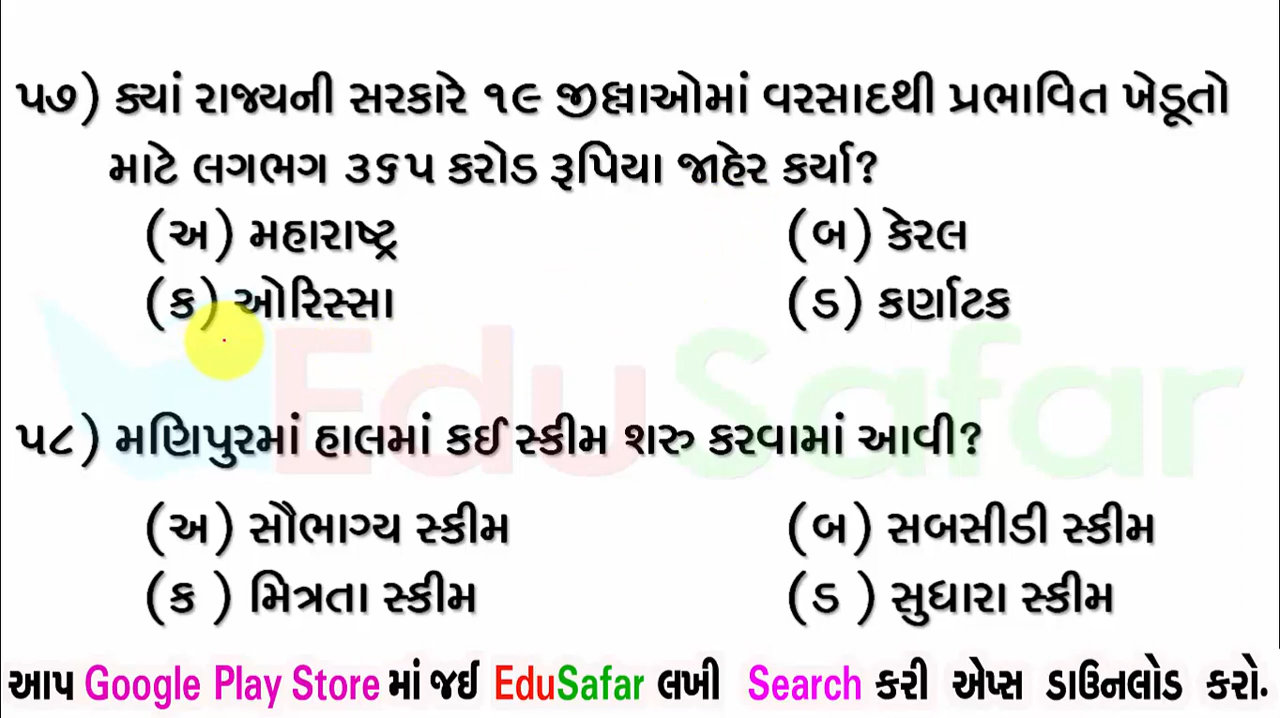 ૫૭) ક્યાં રાજ્યની સરકારે ૧૯ જીલ્લાઓમાં વરસાદથી પ્રભાવિત ખેડૂતો
માટે લગભગ ૩૬૫ કરોડ રૂપિયા જાહેર કર્યા?
(અ) મહારાષ્ટ્ર (બ) કેરલ
(ક) ઓરિસ્સા (ડ) કર્ણાટક
EduSafar
૫૮) મણિપુરમાં હાલમાં કઈ સ્કીમ શરુ કરવામાં આવી?
(અ) સૌભાગ્ય સ્કીમ (બ) સબસીડી સ્કીમ
(ક ) મિત્રતા સ્કીમ (ડ ) સુધારા સ્કીમ
આપ Google Play Store માં જઈ EduSafar લખી Search કરી એપ્સ ડાઉનલોડ કરો.